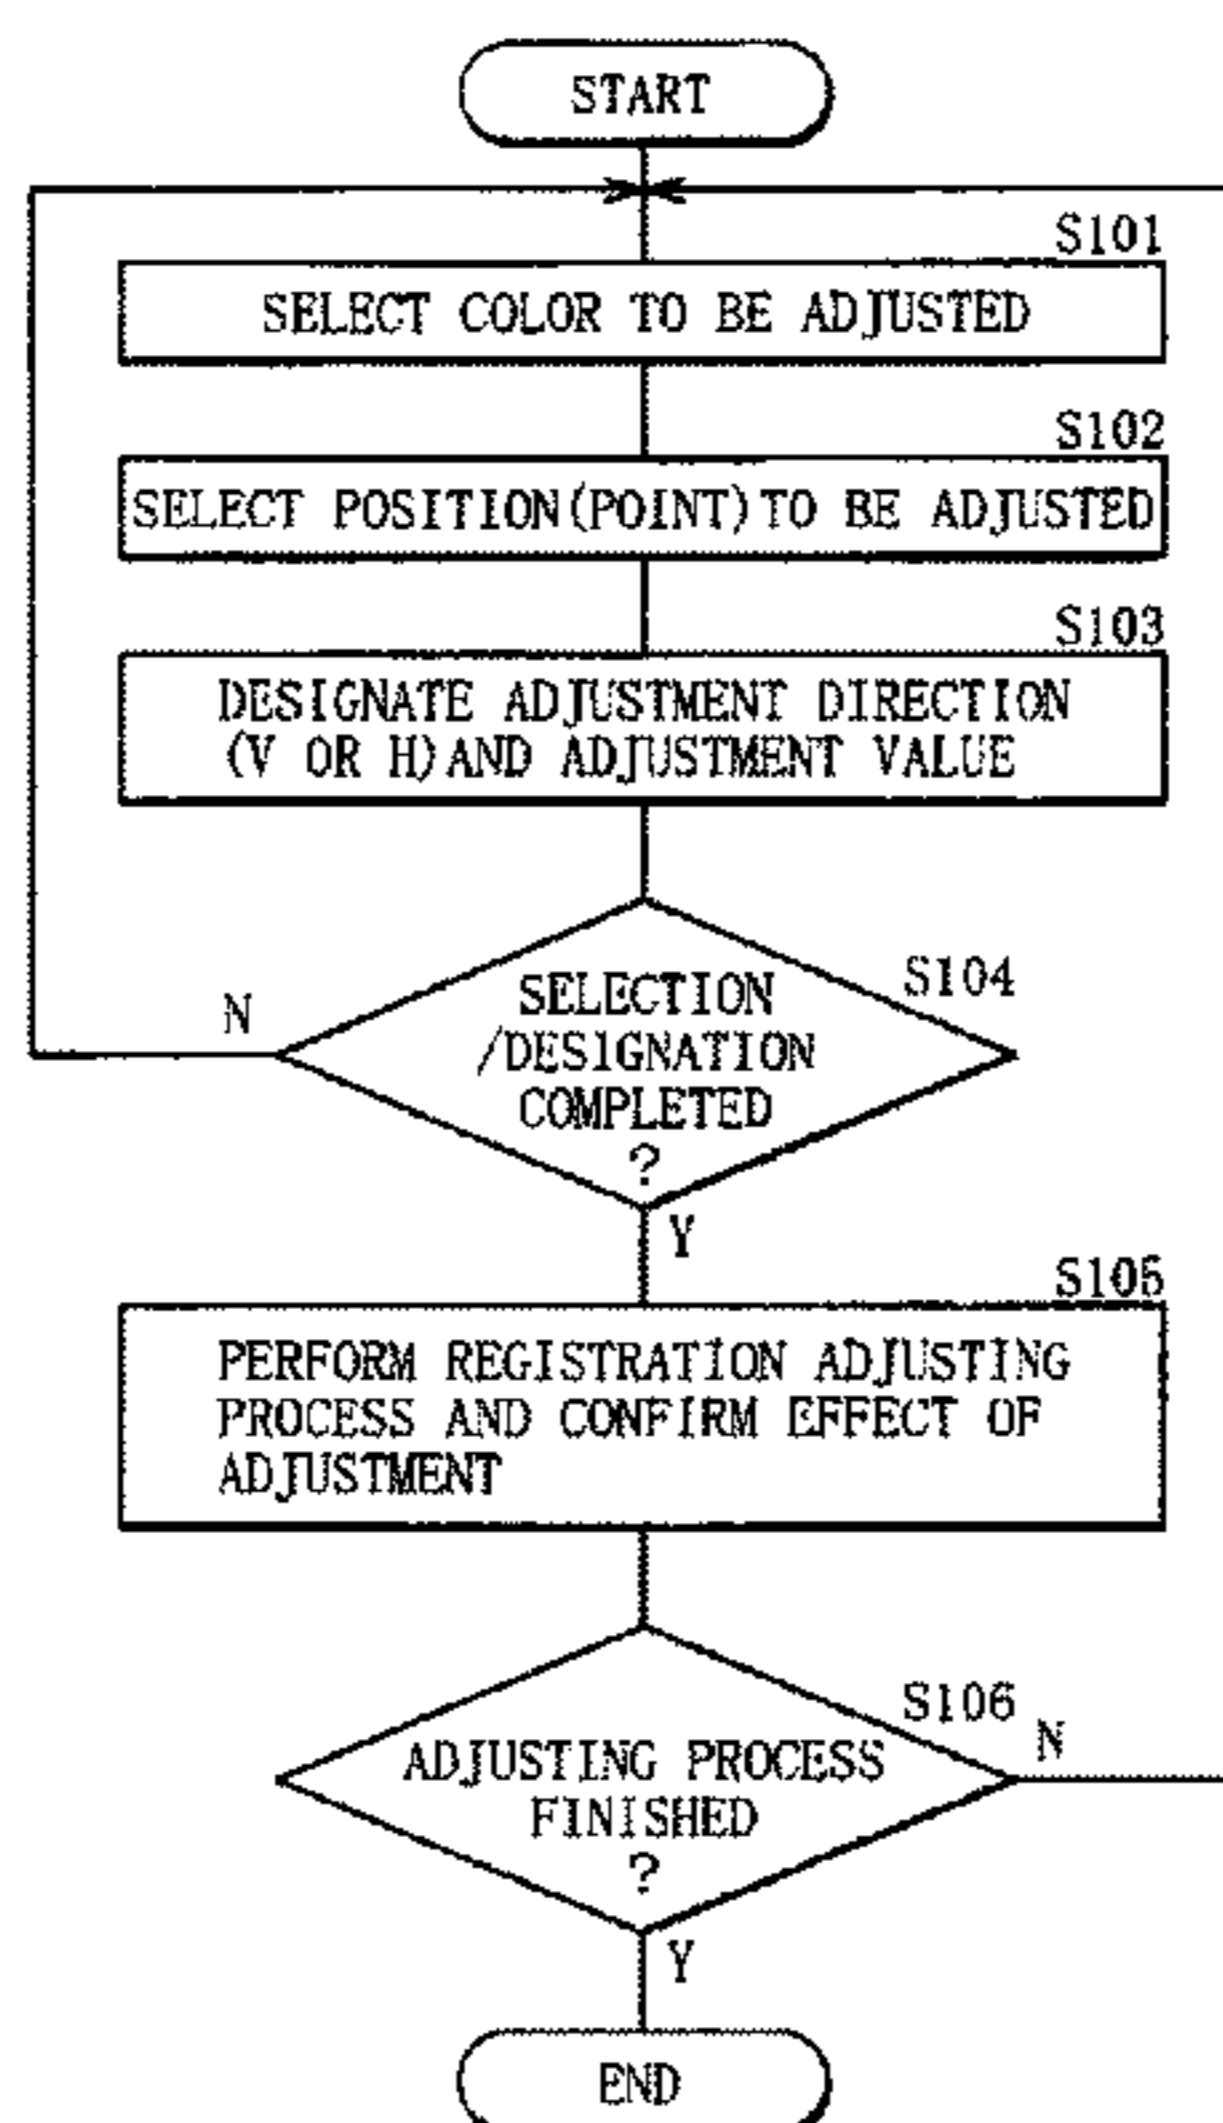 START
S101
SELECT COLOR TO BE ADJUSTED
S102
SELECT POSITION(POINT)TO BE ADJUSTED
S103
DESIGNATE ADJUSTMENT DIRECTION
(V OR H)AND ADJUSTMENT VALUE
S104
SELECTION
/DESIGNATION
COMPLETED
?
N
Y
S105
PERFORM REGISTRATION ADJUSTING
PROCESS AND CONFIRM EFFECT OF
ADJUSTMENT
S106
ADJUSTING PROCESS
FINISHED
?
N
Y
END